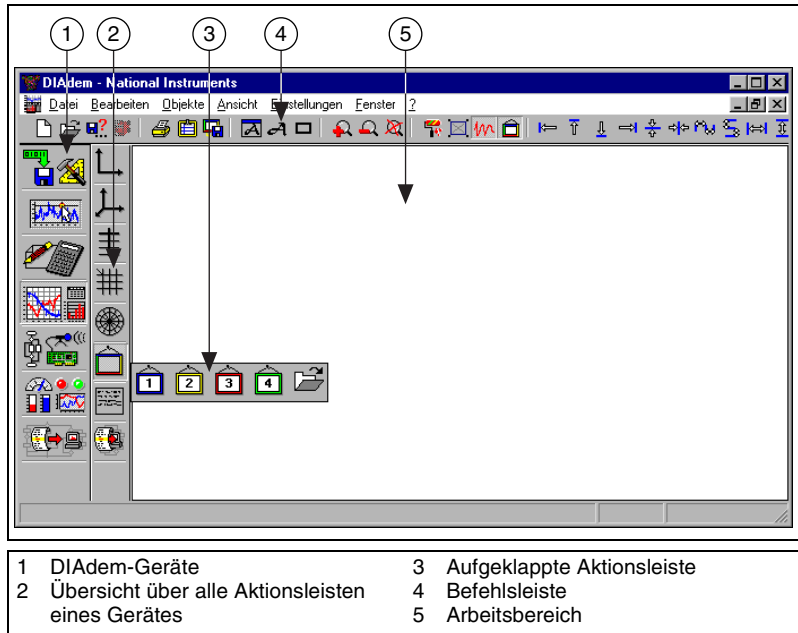 1 2 3 4 5
DIAdem - National Instruments
Datei Bearbeiten Objekte Ansicht Einstellungen Fenster ?
1 2 3 4
1 DIAdem-Geräte
2 Übersicht über alle Aktionsleisten
eines Gerätes
3 Aufgeklappte Aktionsleiste
4 Befehlsleiste
5 Arbeitsbereich